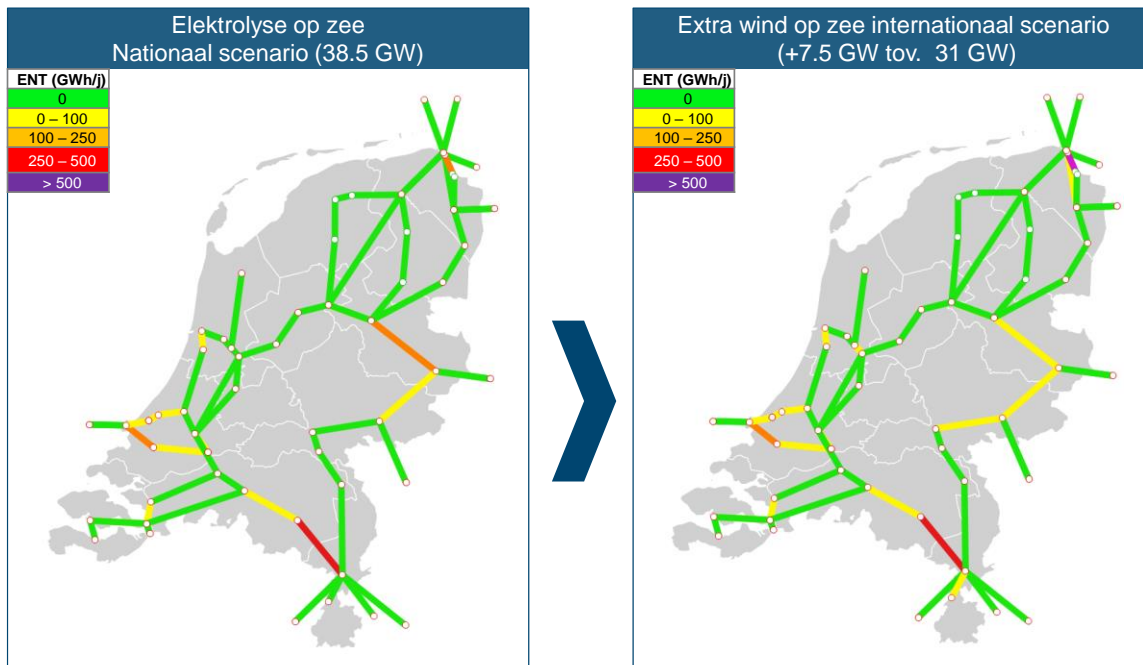 Elektrolyse op zee
Nationaal scenario (38.5 GW)
ENT (GWh/j)
0
0 – 100
100 – 250
250 – 500
> 500
Extra wind op zee internationaal scenario
(+7.5 GW tov.  31 GW)
ENT (GWh/j)
0
0 – 100
100 – 250
250 – 500
> 500